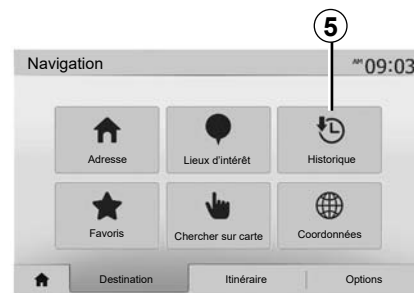 5
Navigation AM 09:03
Adresse Lieux d'intérêt Historique
Favoris Chercher sur carte Coordonnées
Destination Itinéraire Options